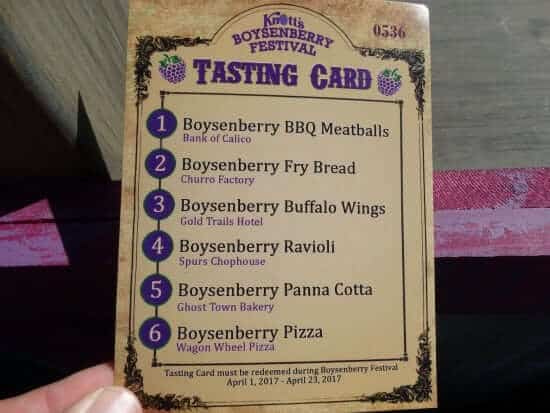 Knott's
BOYSENBERRY
FESTIVAL
0536
TASTING CARD
1 Boysenberry BBQ Meatballs
Bank of Calico
2 Boysenberry Fry Bread
Churro Factory
3 Boysenberry Buffalo Wings
Gold Trails Hotel
4 Boysenberry Ravioli
Spurs Chophouse
5 Boysenberry Panna Cotta
Ghost Town Bakery
6 Boysenberry Pizza
Wagon Wheel Pizza
Tasting Card must be redeemed during Boysenberry Festival
April 1, 2017 - April 23, 2017